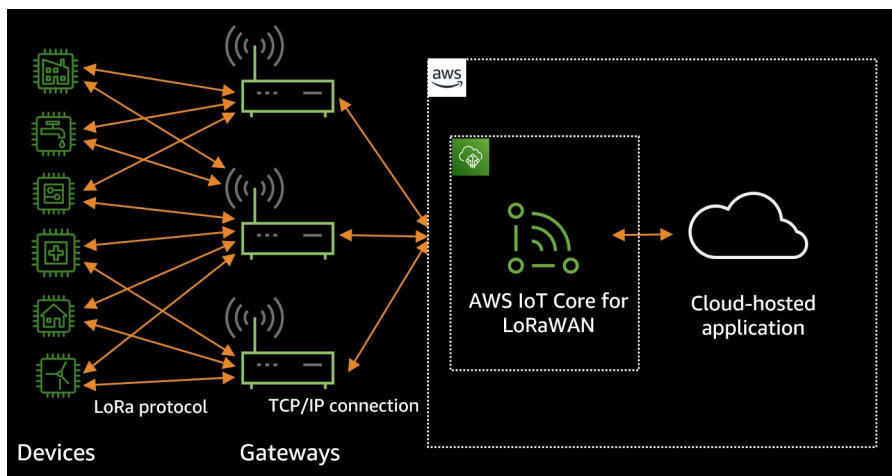 aws
AWS IoT Core for
LoRaWAN
Cloud-hosted
application
LoRa protocol
TCP/IP connection
Devices
Gateways